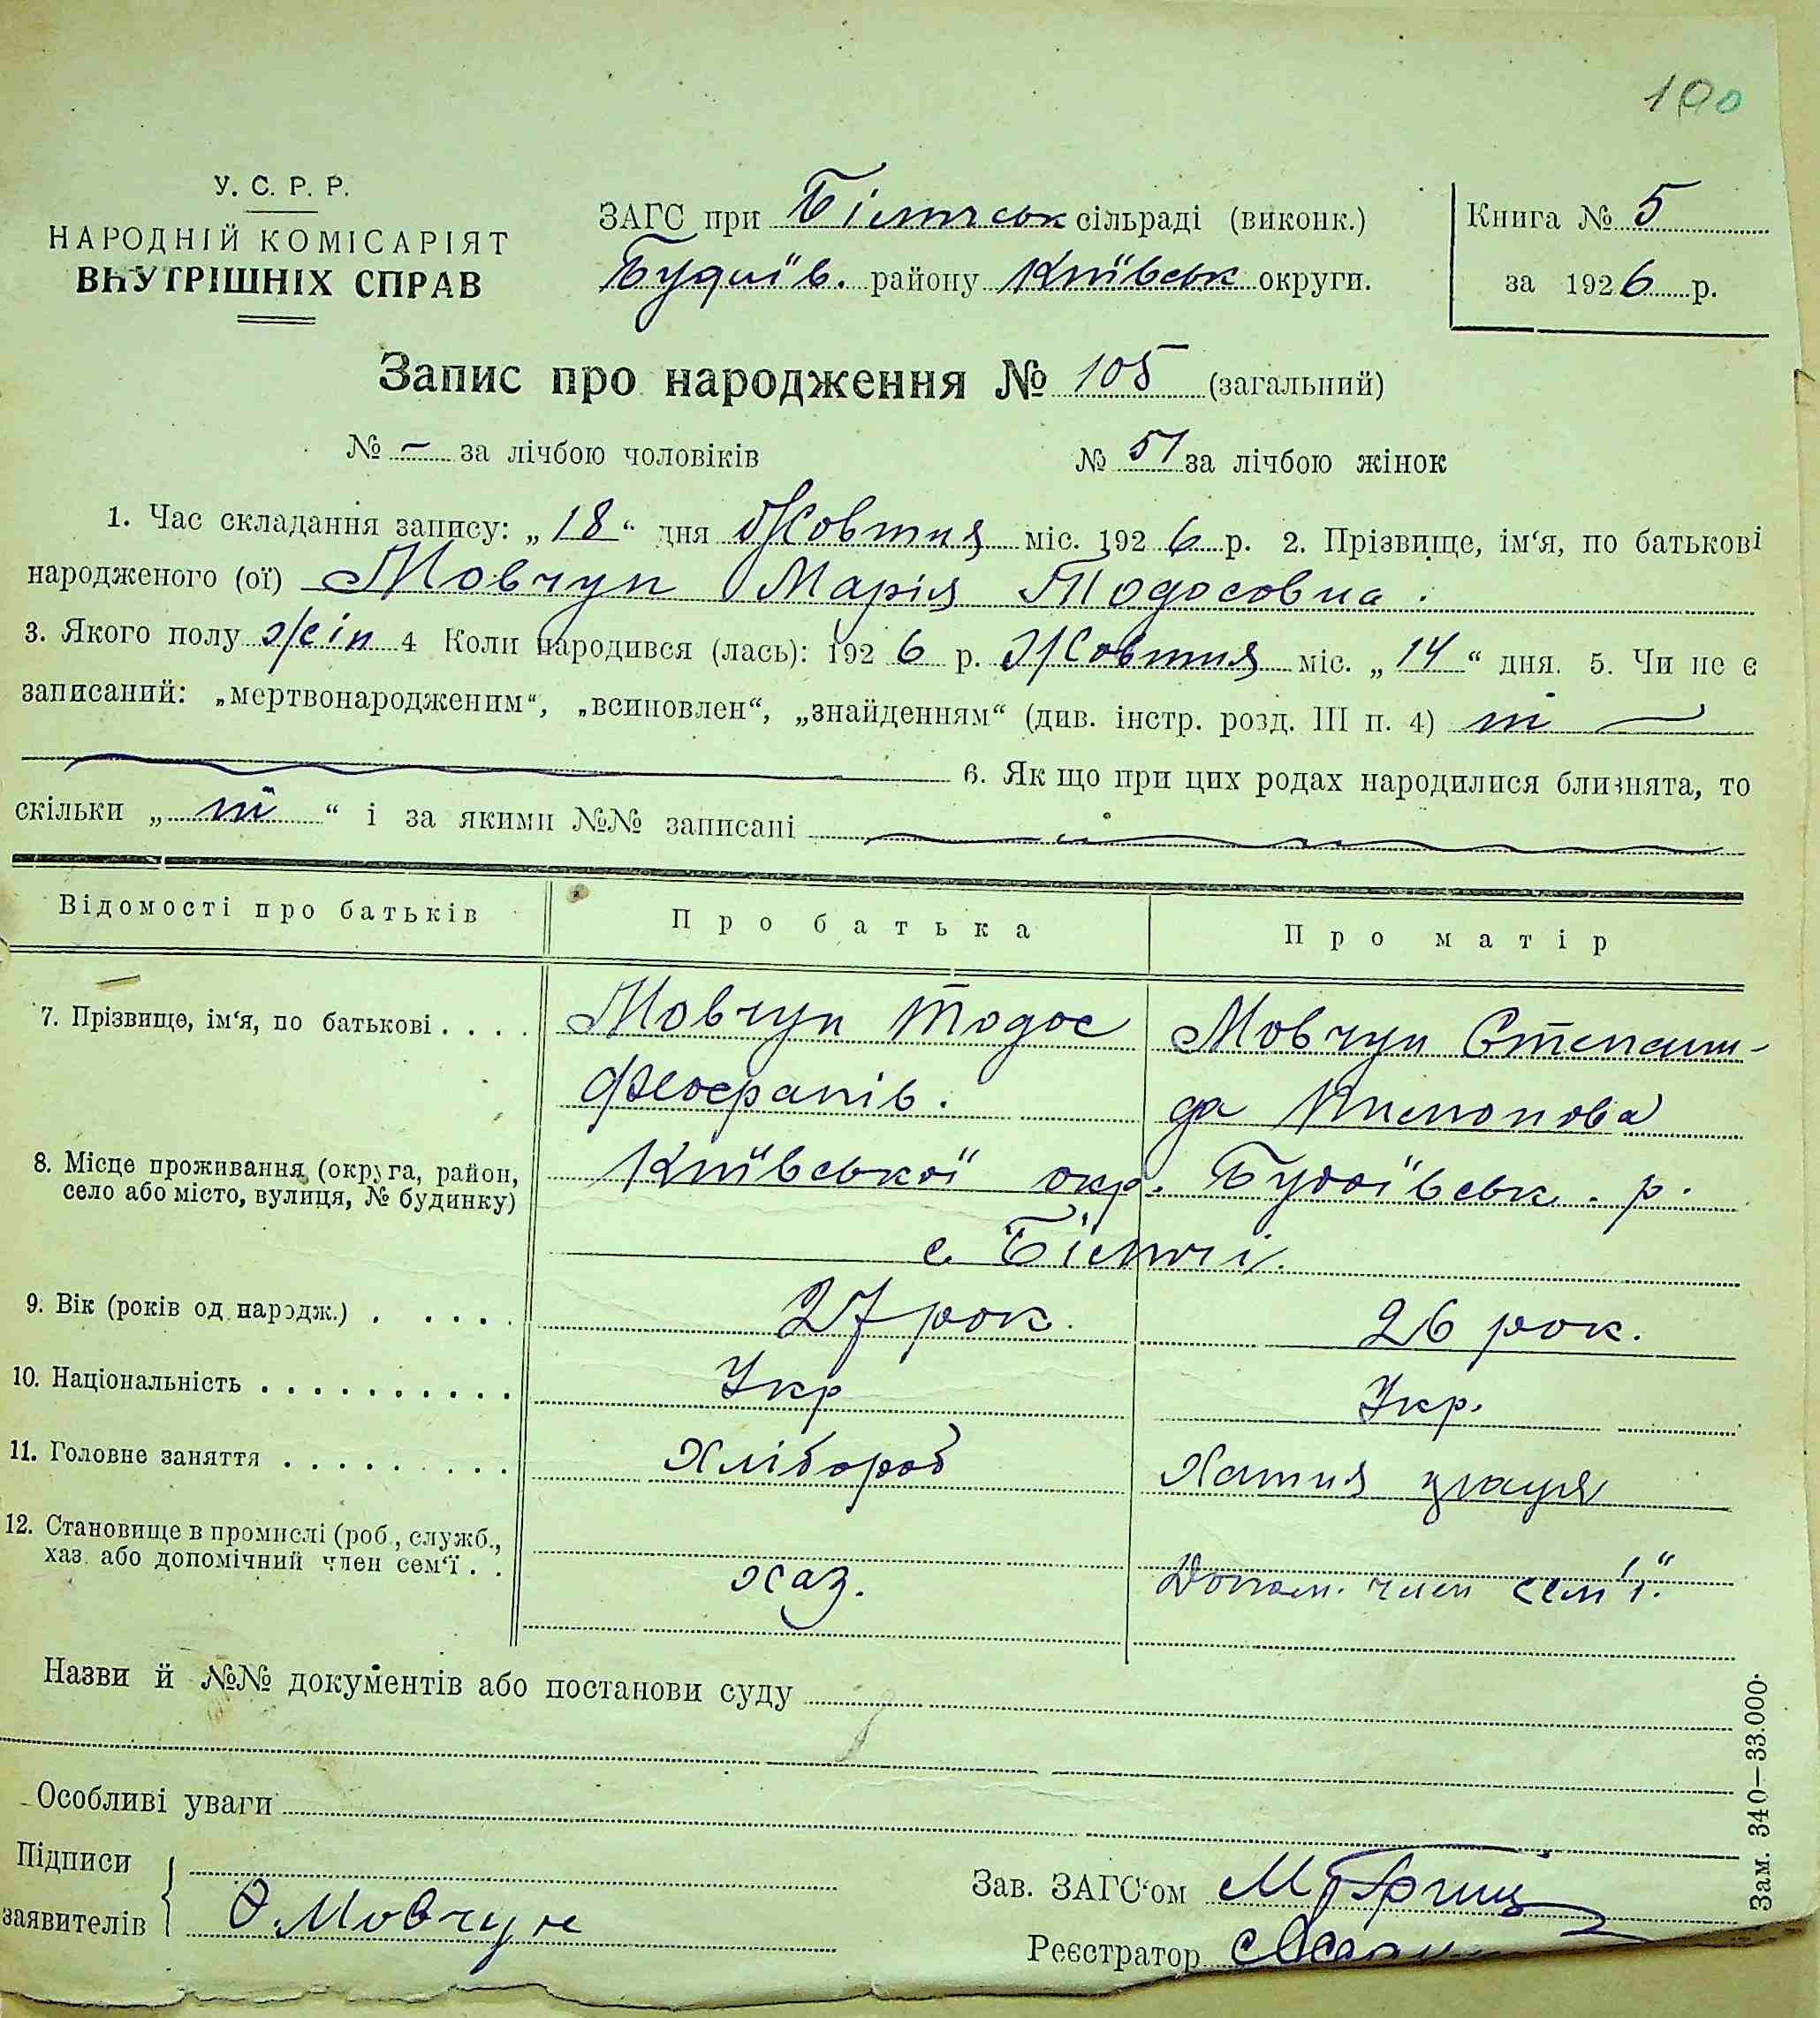 190
У. С. Р. Р.
НАРОДНІЙ КОМІСАРІЯТ
ВНУТРІШНІХ СПРАВ
ЗАГС при сільраді (виконк.)
Будаїв. району Київськ округи.
Книга № 5
за 1926 р.
Запис про народження № 105 (загальний)
№ – за лічбою чоловіків № 51 за лічбою жінок
1. Час складання запису: „18“ дня Жовтня міс. 1926 р. 2. Прізвище, ім‘я, по батькові
народженого (ої) Мовчун Марія Тодосовна.
3. Якого полу жін 4 Коли народився (лась): 1926 р. Жовтня міс. „14“ дня. 5. Чи не є
записаний: „мертвонародженим“, „всиновлен“, „знайденням“ (див. інстр. розд. III п. 4) ні
6. Як що при цих родах народилися близнята, то
скільки „ні“ і за якими №№ записані
Відомості про батьків Про батька Про матір
7. Прізвище, ім‘я, по батькові . . . . Мовчун Тодос Мовчун Степани-
да
8. Місце проживання (округа, район, Київської окр. Будаївськ. р.
село або місто, вулиця, № будинку)
с.
9. Вік (років од народж.) . . . . . 27 рок. 26 рок.
10. Національність . . . . . . . . . . Укр Укр.
11. Головне заняття . . . . . . . . . Хлібороб Хатня праця
12. Становище в промислі (роб., служб.,
хаз. або допомічний член сем‘ї . . хаз. Допом. член сем'ї."
Назви й №№ документів або постанови суду
Особливі уваги
Підписи
заявителів Ѳ. Мовчун
Зав. ЗАГС‘ом
Реєстратор
Зам. 340—33.000.